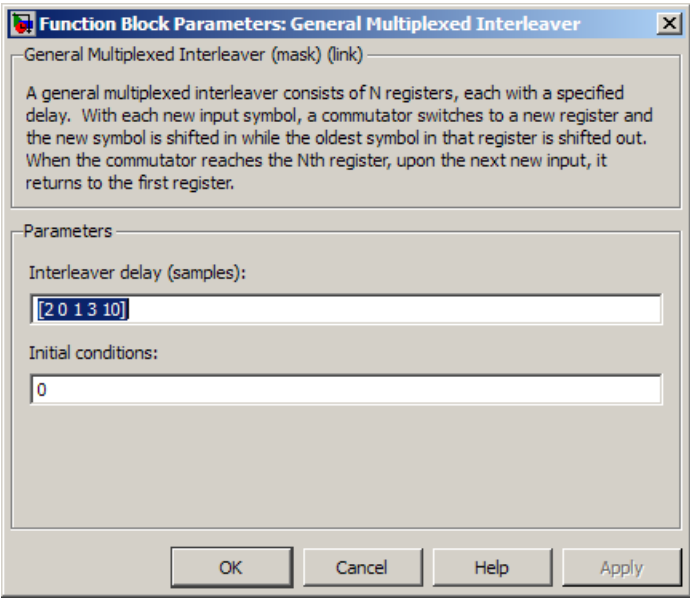 Function Block Parameters: General Multiplexed Interleaver
General Multiplexed Interleaver (mask) (link)
A general multiplexed interleaver consists of N registers, each with a specified
delay. With each new input symbol, a commutator switches to a new register and
the new symbol is shifted in while the oldest symbol in that register is shifted out.
When the commutator reaches the Nth register, upon the next new input, it
returns to the first register.
Parameters
Interleaver delay (samples):
[2 0 1 3 10]
Initial conditions:
0
OK Cancel Help Apply